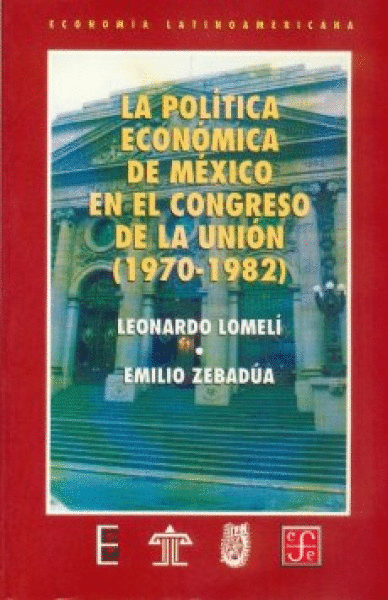 ECONOMÍA LATINOAMERICANA
LA POLÍTICA
ECONÓMICA
DE MÉXICO
EN EL CONGRESO
DE LA UNIÓN
(1970-1982)
LEONARDO LOMELÍ
•
EMILIO ZEBADÚA
E
cfe